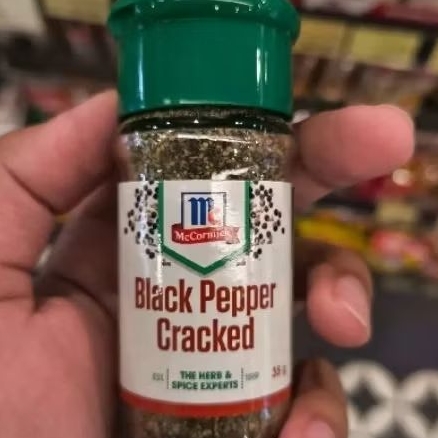 Mc
McCormick
Black Pepper
Cracked
THE HERB &
SPICE EXPERTS